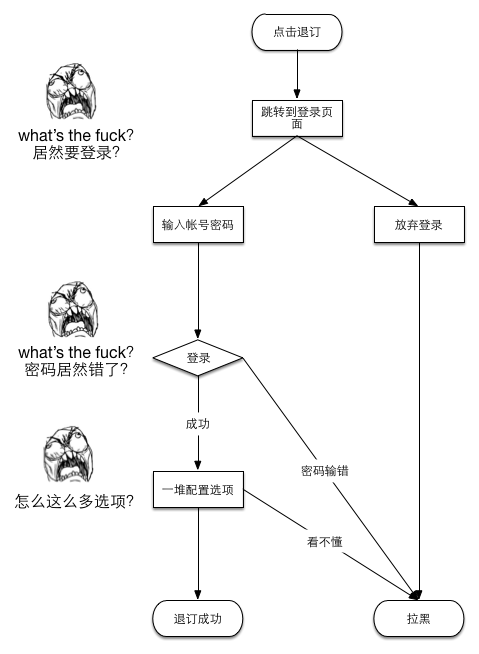 点击退订
跳转到登录页
面
what's the fuck?
居然要登录?
输入帐号密码
放弃登录
what's the fuck?
密码居然错了?
登录
成功
密码输错
一堆配置选项
怎么这么多选项?
看不懂
退订成功
拉黑